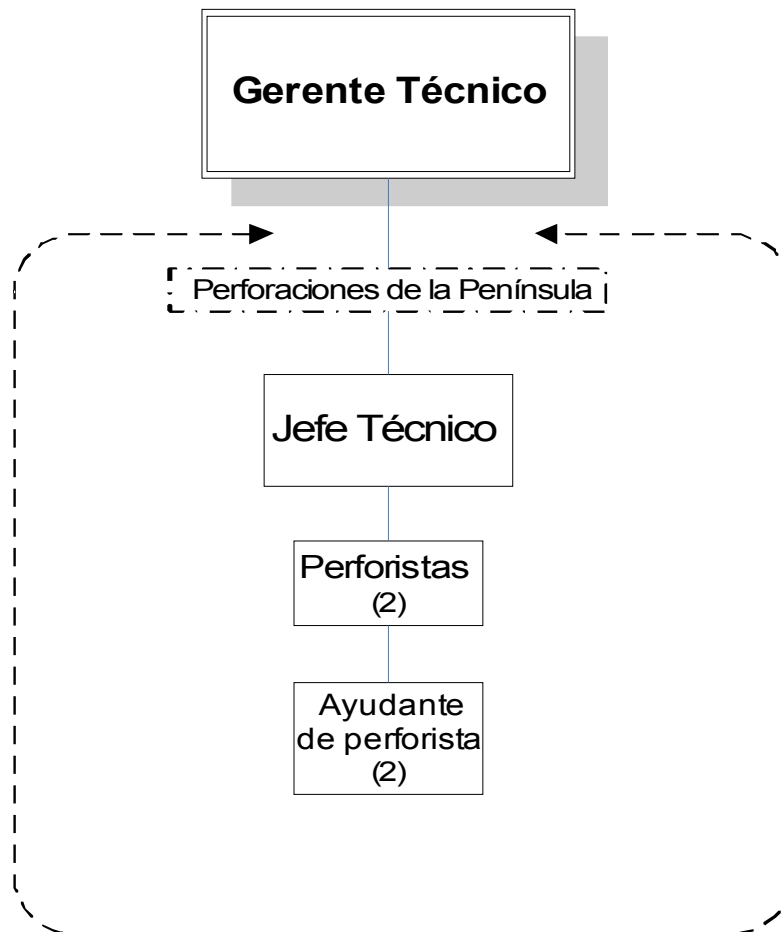 Gerente Técnico
Perforaciones de la Península
Jefe Técnico
Perforistas
(2)
Ayudante
de perforista
(2)